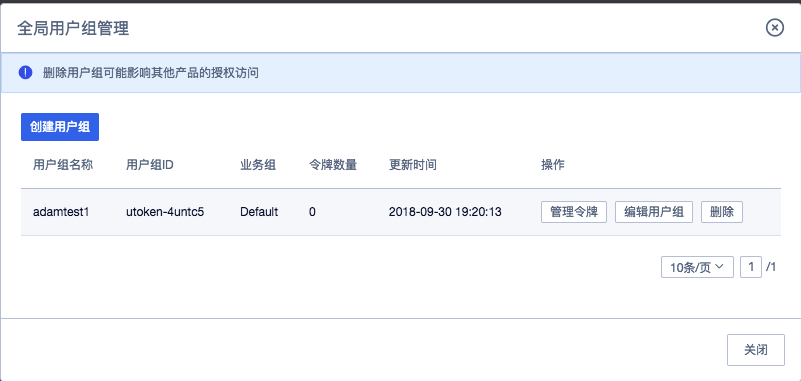 全局用户组管理
删除用户组可能影响其他产品的授权访问
创建用户组
用户组名称 用户组ID 业务组 令牌数量 更新时间 操作
adamtest1 utoken-4untc5 Default 0 2018-09-30 19:20:13 管理令牌 编辑用户组 删除
10条/页 1 /1
关闭